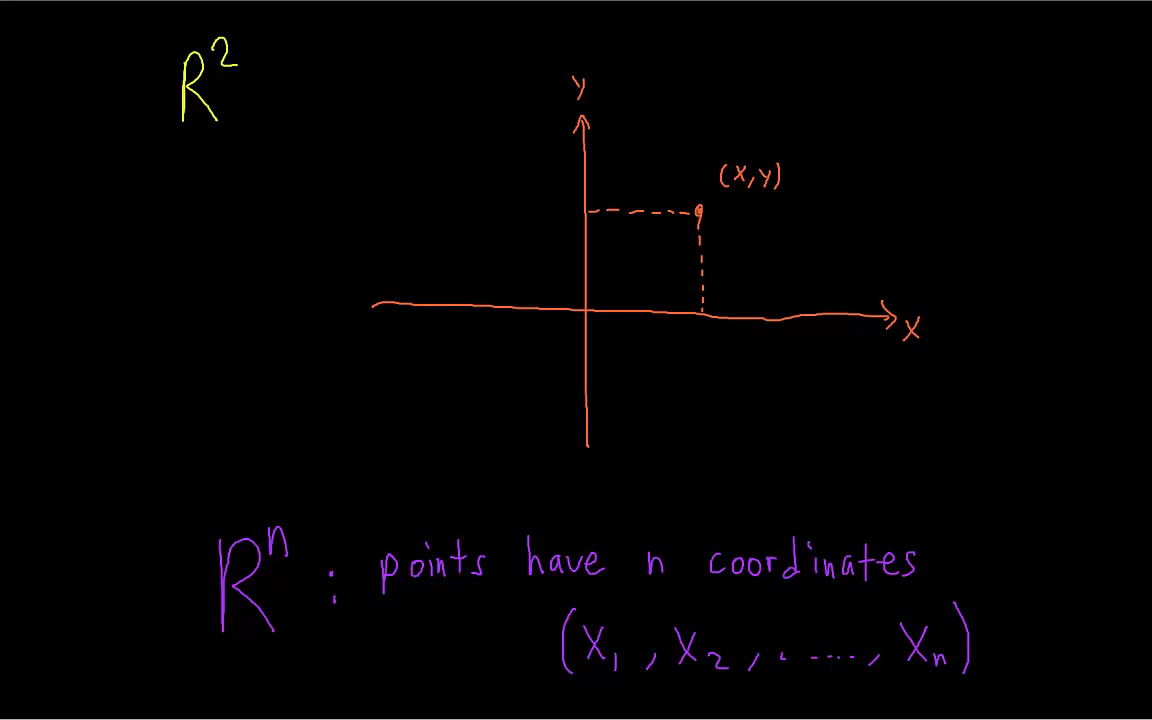 R²
Y
(X,Y)
X
Rⁿ : points have n coordinates
(X₁, X₂, ....., Xₙ)